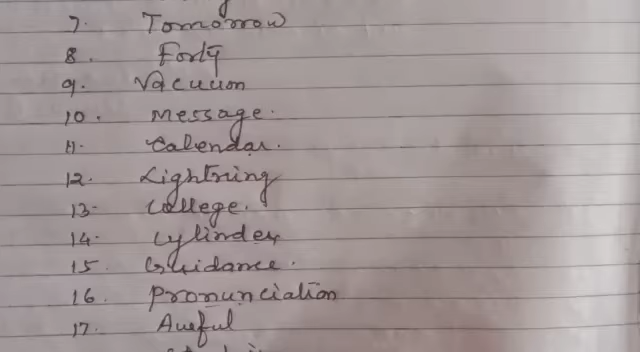 7. Tomorrow
8. Forty
9. Vacuum
10. Message.
11. Calendar.
12. Lightning
13. College.
14. Cylinder
15. Guidance.
16. Pronunciation
17. Aweful